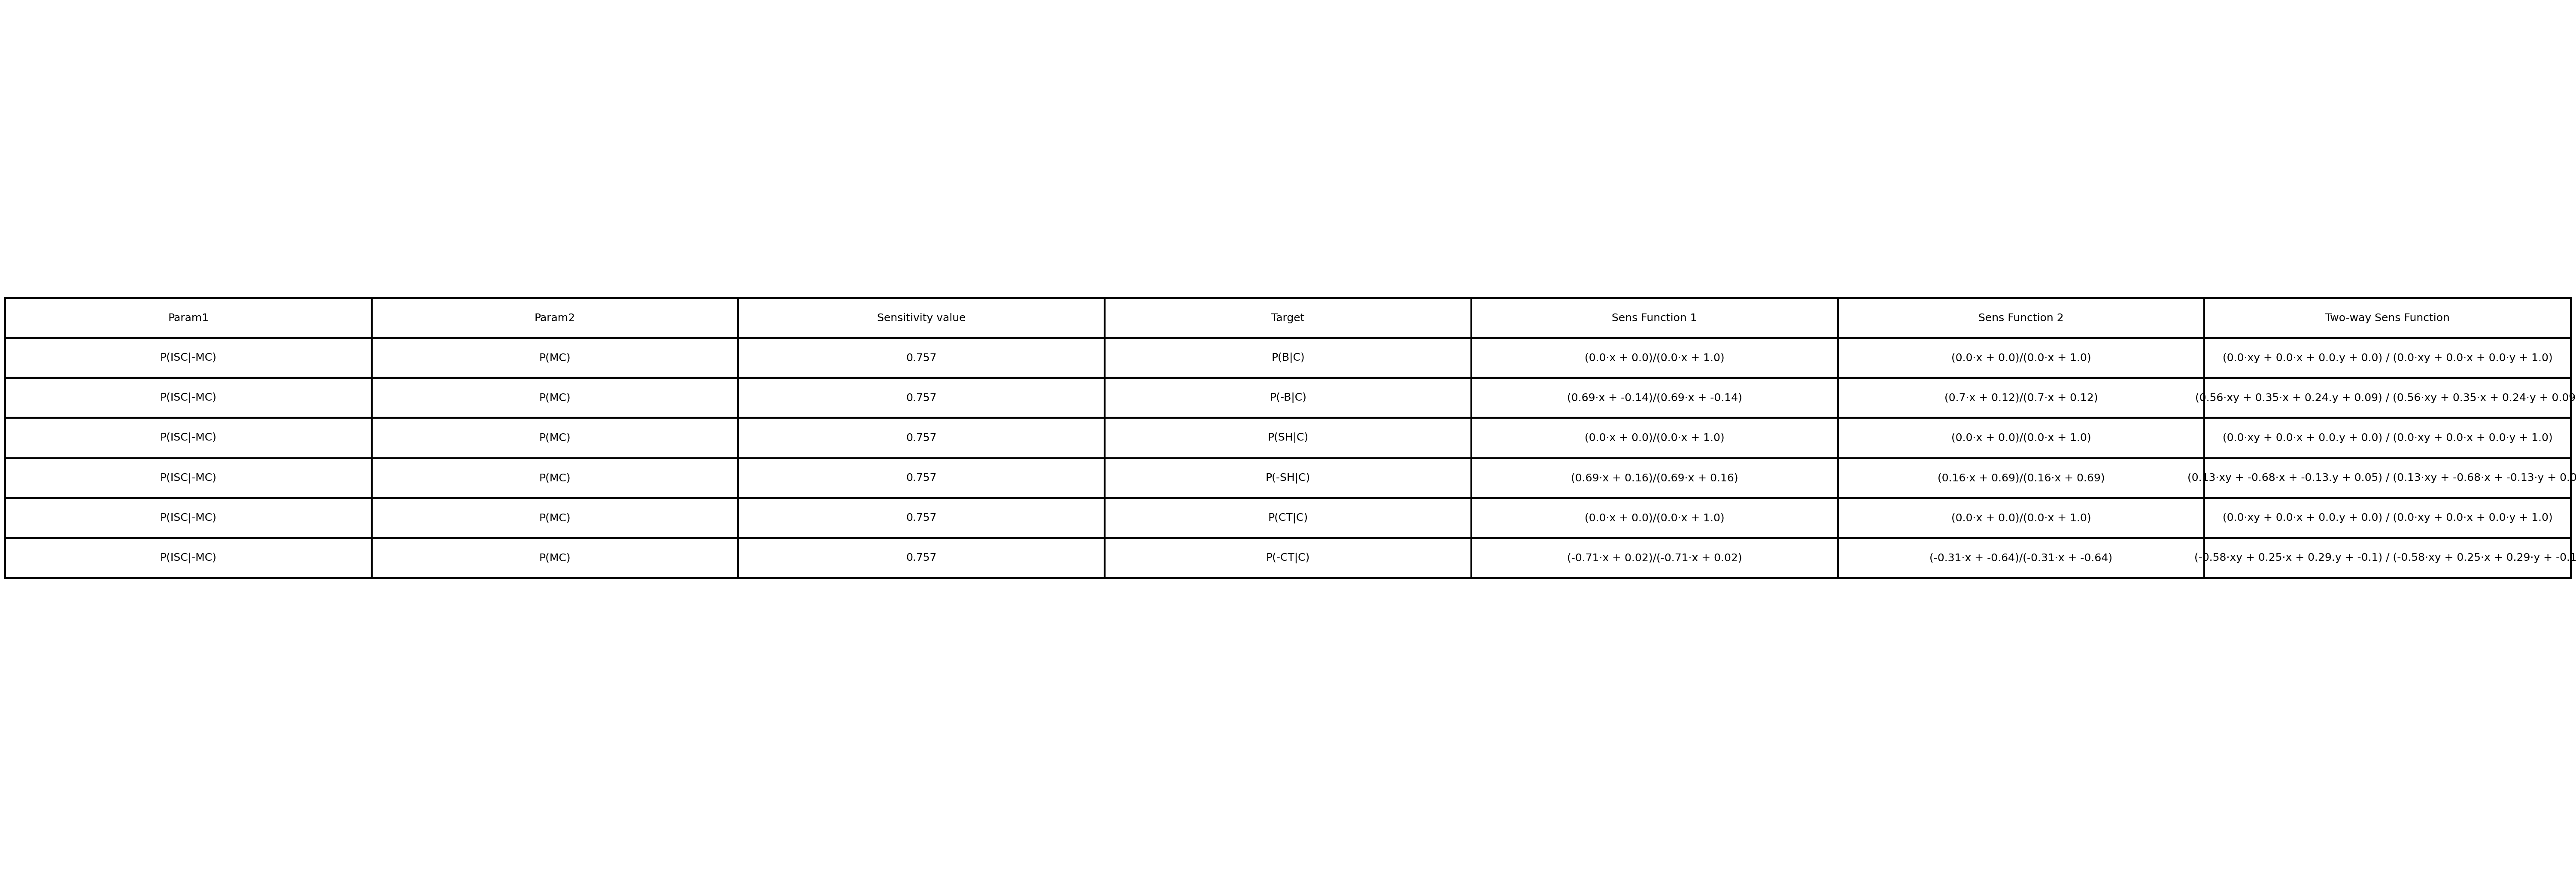 Param1 Param2 Sensitivity value Target Sens Function 1 Sens Function 2 Two-way Sens Function
P(ISC|-MC) P(MC) 0.757 P(B|C) (0.0·x + 0.0)/(0.0·x + 1.0) (0.0·x + 0.0)/(0.0·x + 1.0) (0.0·xy + 0.0·x + 0.0.y + 0.0) / (0.0·xy + 0.0·x + 0.0·y + 1.0)
P(ISC|-MC) P(MC) 0.757 P(-B|C) (0.69·x + -0.14)/(0.69·x + -0.14) (0.7·x + 0.12)/(0.7·x + 0.12) (0.56·xy + 0.35·x + 0.24.y + 0.09) / (0.56·xy + 0.35·x + 0.24·y + 0.09
P(ISC|-MC) P(MC) 0.757 P(SH|C) (0.0·x + 0.0)/(0.0·x + 1.0) (0.0·x + 0.0)/(0.0·x + 1.0) (0.0·xy + 0.0·x + 0.0.y + 0.0) / (0.0·xy + 0.0·x + 0.0·y + 1.0)
P(ISC|-MC) P(MC) 0.757 P(-SH|C) (0.69·x + 0.16)/(0.69·x + 0.16) (0.16·x + 0.69)/(0.16·x + 0.69) (0.13·xy + -0.68·x + -0.13.y + 0.05) / (0.13·xy + -0.68·x + -0.13·y + 0.0
P(ISC|-MC) P(MC) 0.757 P(CT|C) (0.0·x + 0.0)/(0.0·x + 1.0) (0.0·x + 0.0)/(0.0·x + 1.0) (0.0·xy + 0.0·x + 0.0.y + 0.0) / (0.0·xy + 0.0·x + 0.0·y + 1.0)
P(ISC|-MC) P(MC) 0.757 P(-CT|C) (-0.71·x + 0.02)/(-0.71·x + 0.02) (-0.31·x + -0.64)/(-0.31·x + -0.64) (-0.58·xy + 0.25·x + 0.29.y + -0.1) / (-0.58·xy + 0.25·x + 0.29·y + -0.1